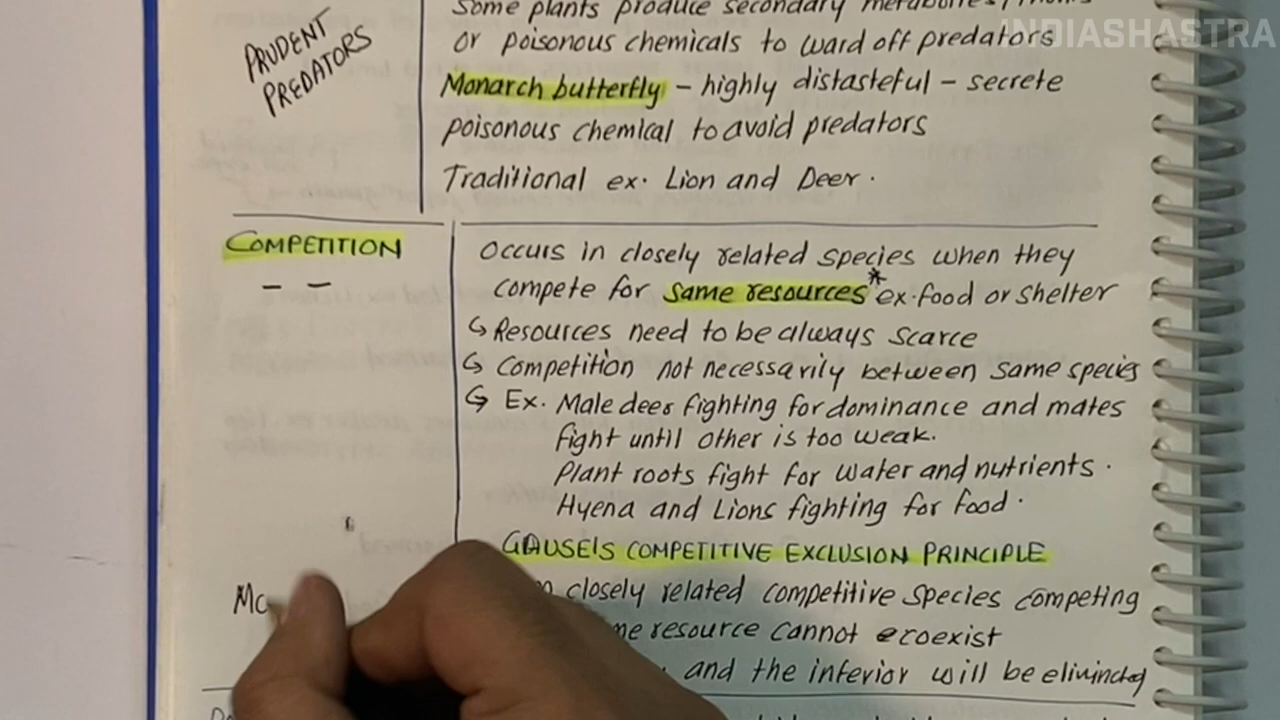 INDIASHASTRA
PRUDENT
PREDATORS
Some plants produce secondary
or poisonous chemicals to ward off predators
Monarch butterfly – highly distasteful – secrete
poisonous chemical to avoid predators
Traditional ex. Lion and Deer.
COMPETITION
– –
occurs in closely related species when they
compete for same resources* ex. food or shelter
↳ Resources need to be always scarce
↳ Competition not necessarily between same species
↳ Ex. Male deer fighting for dominance and mates
fight until other is too weak.
Plant roots fight for water and nutrients.
Hyena and Lions fighting for food.
GAUSE'S COMPETITIVE EXCLUSION PRINCIPLE
closely related competitive species competing
resource cannot coexist
and the inferior will be